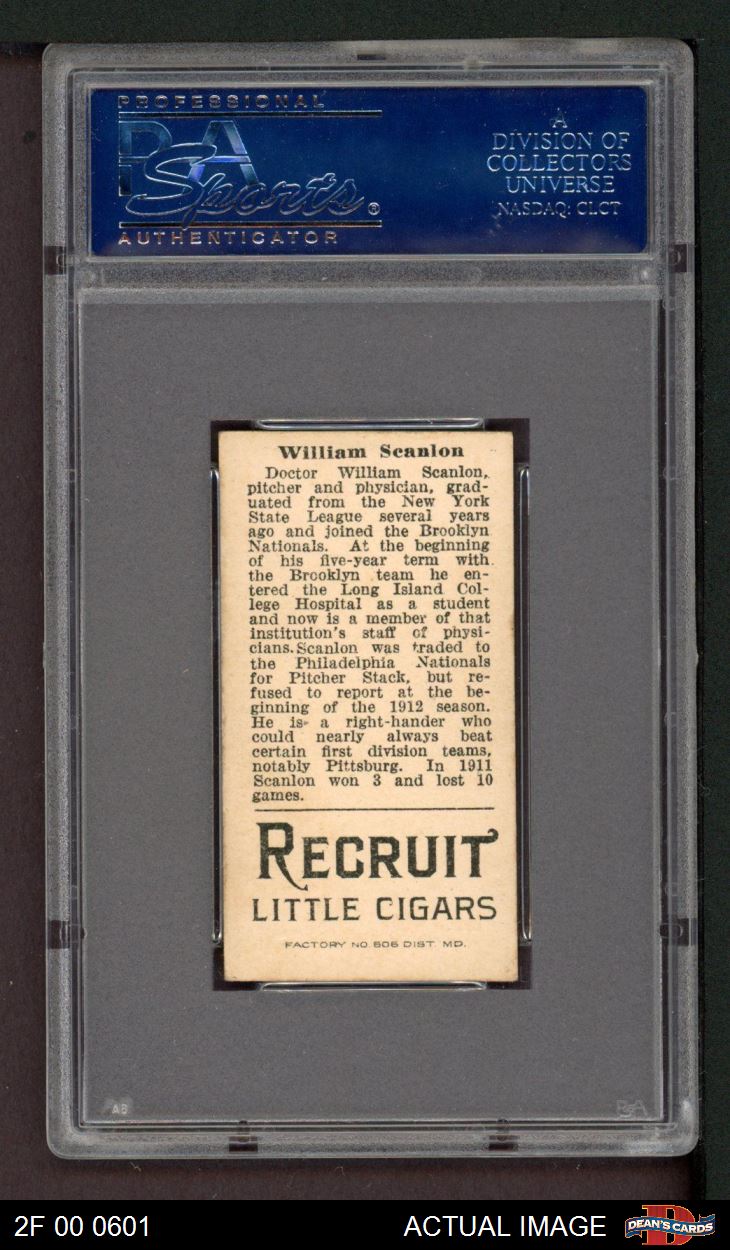 PROFESSIONAL
PSA
Sports®
AUTHENTICATOR
A
DIVISION OF
COLLECTORS
UNIVERSE
NASDAQ: CLCT
William Scanlon
Doctor William Scanlon,
pitcher and physician, grad-
uated from the New York
State League several years
ago and joined the Brooklyn
Nationals. At the beginning
of his five-year term with
the Brooklyn team he en-
tered the Long Island Col-
lege Hospital as a student
and now is a member of that
institution's staff of physi-
cians. Scanlon was traded to
the Philadelphia Nationals
for Pitcher Stack, but re-
fused to report at the be-
ginning of the 1912 season.
He is a right-hander who
could nearly always beat
certain first division teams,
notably Pittsburg. In 1911
Scanlon won 3 and lost 10
games.
RECRUIT
LITTLE CIGARS
FACTORY NO. 606 DIST. MD.
AB
PSA
2F 00 0601
ACTUAL IMAGE
DEAN'S CARDS